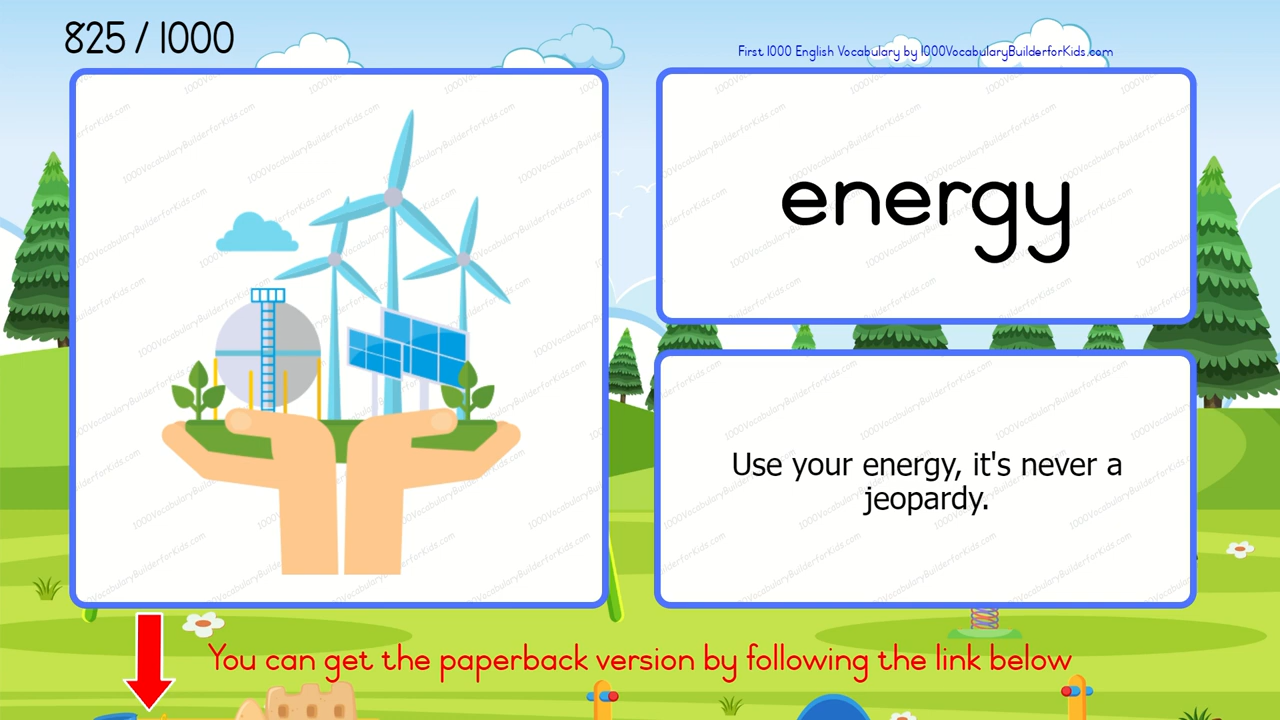 825 / 1000
First 1000 English Vocabulary by 1000VocabularyBuilderforKids.com
energy
Use your energy, it's never a
jeopardy.
You can get the paperback version by following the link below